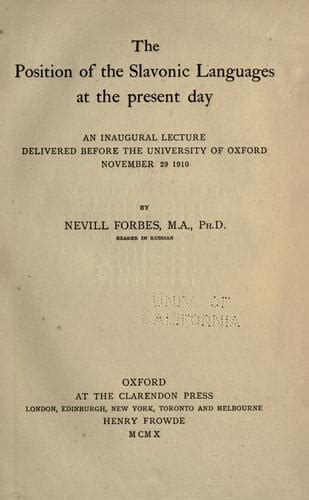 The
Position of the Slavonic Languages
at the present day
AN INAUGURAL LECTURE
DELIVERED BEFORE THE UNIVERSITY OF OXFORD
NOVEMBER 29 1910
BY
NEVILL FORBES, M.A., PH.D.
READER IN RUSSIAN
UNIV. OF
CALIFORNIA
OXFORD
AT THE CLARENDON PRESS
LONDON, EDINBURGH, NEW YORK, TORONTO AND MELBOURNE
HENRY FROWDE
MCMX